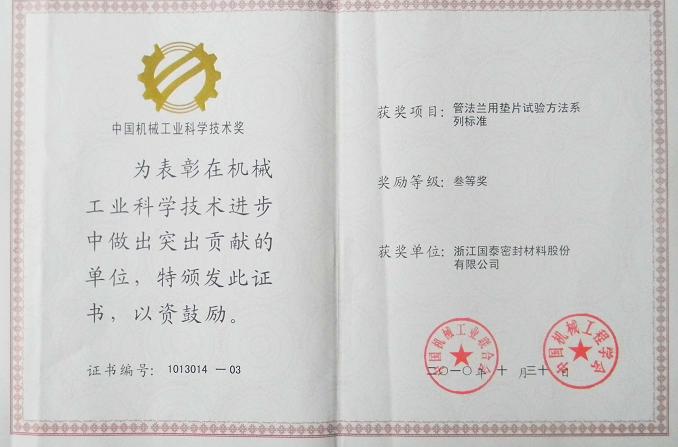 中国机械工业科学技术奖
为表彰在机械
工业科学技术进步
中做出突出贡献的
单位，特颁发此证
书，以资鼓励。
证书编号：1013014 —03
获奖项目：管法兰用垫片试验方法系
列标准
奖励等级：叁等奖
获奖单位：浙江国泰密封材料股份
有限公司
中国机械工业联合会
中国机械工程学会
二〇一〇年 十 月三十 日